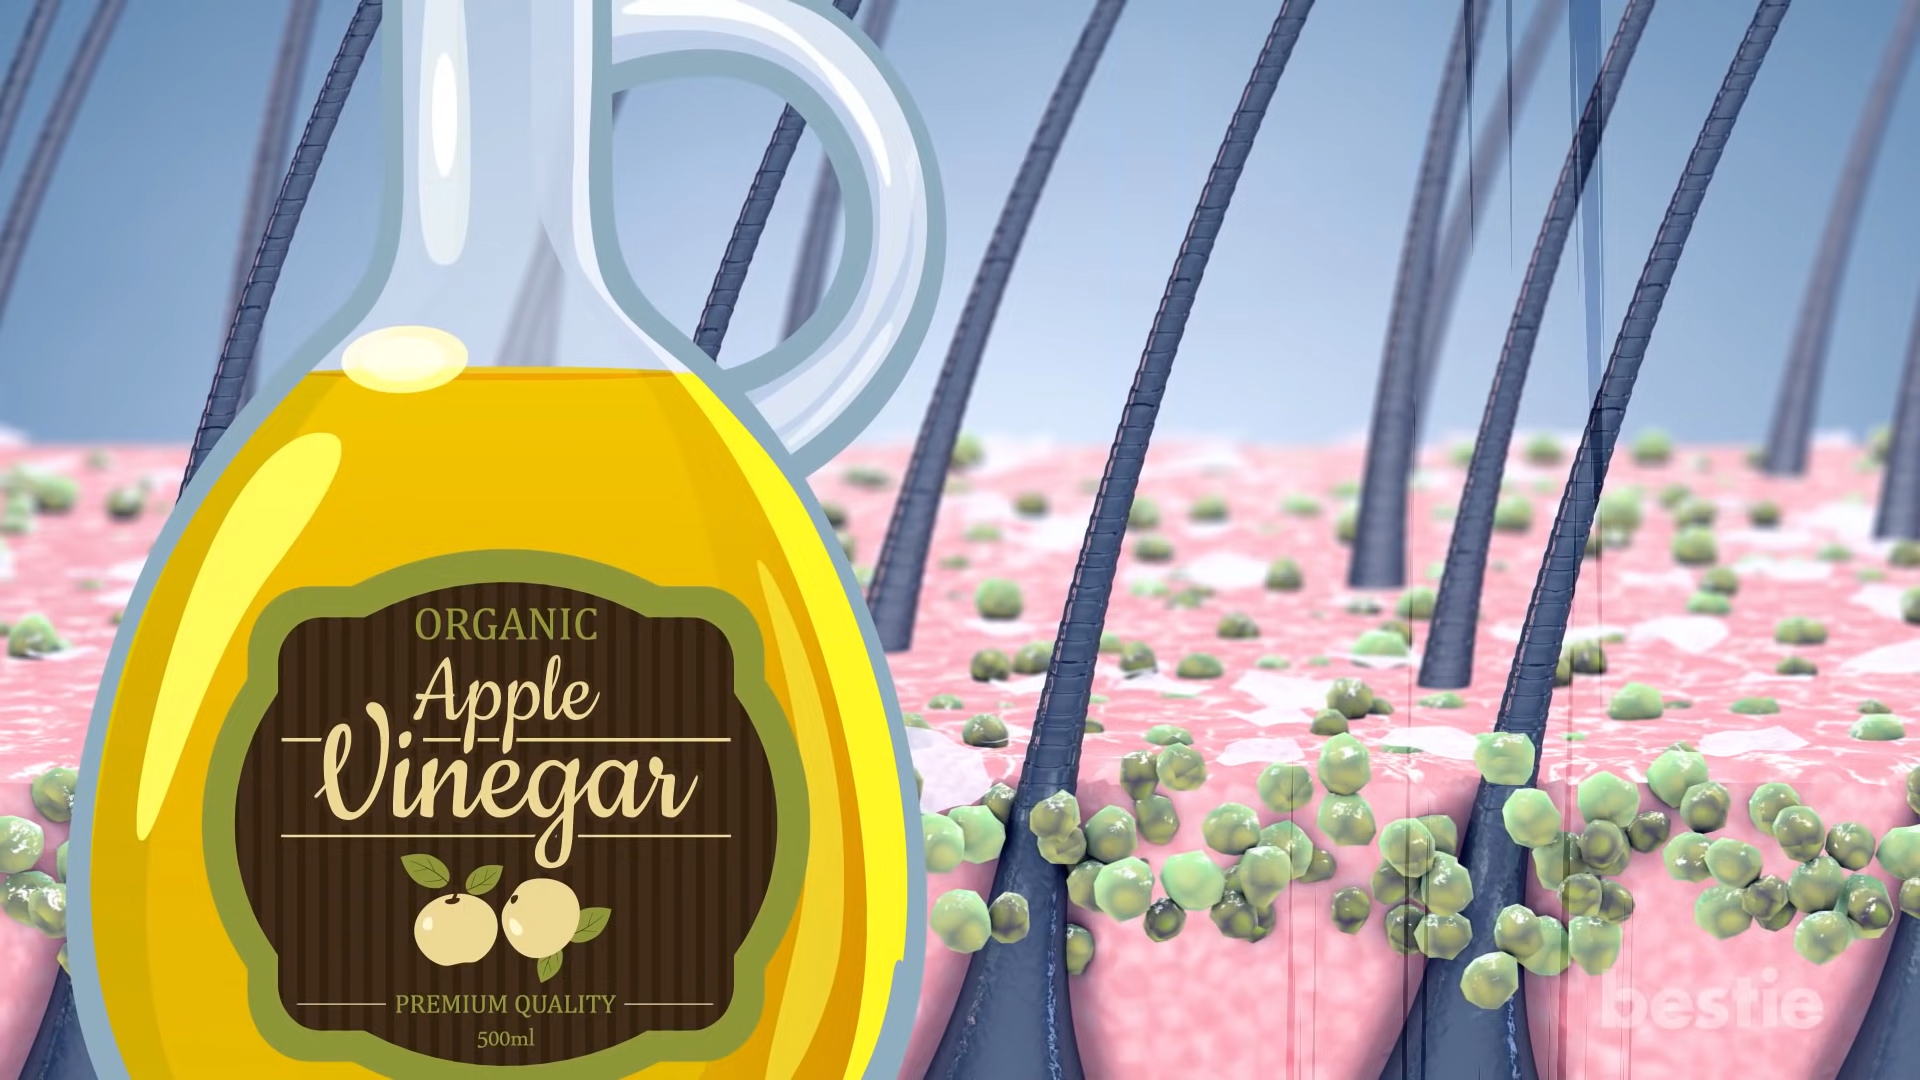 ORGANIC
Apple
Vinegar
PREMIUM QUALITY
500ml
bestie